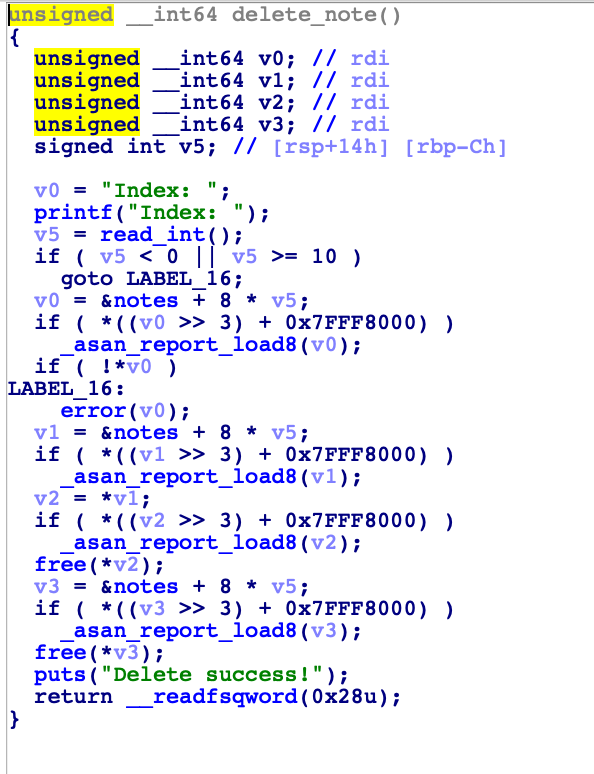 unsigned __int64 delete_note()
{
unsigned __int64 v0; // rdi
unsigned __int64 v1; // rdi
unsigned __int64 v2; // rdi
unsigned __int64 v3; // rdi
signed int v5; // [rsp+14h] [rbp-Ch]
v0 = "Index: ";
printf("Index: ");
v5 = read_int();
if ( v5 < 0 || v5 >= 10 )
goto LABEL_16;
v0 = &notes + 8 * v5;
if ( *((v0 >> 3) + 0x7FFF8000) )
_asan_report_load8(v0);
if ( !*v0 )
LABEL_16:
error(v0);
v1 = &notes + 8 * v5;
if ( *((v1 >> 3) + 0x7FFF8000) )
_asan_report_load8(v1);
v2 = *v1;
if ( *((v2 >> 3) + 0x7FFF8000) )
_asan_report_load8(v2);
free(*v2);
v3 = &notes + 8 * v5;
if ( *((v3 >> 3) + 0x7FFF8000) )
_asan_report_load8(v3);
free(*v3);
puts("Delete success!");
return __readfsqword(0x28u);
}